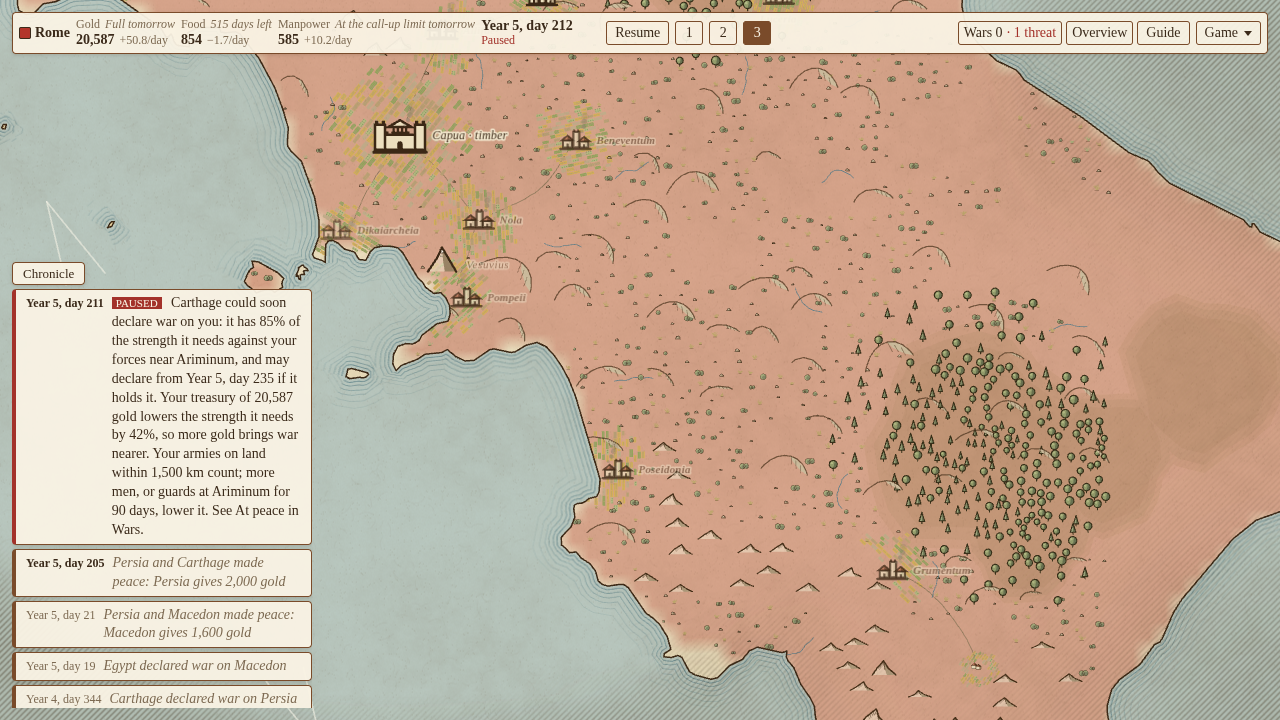 Rome
Gold Full tomorrow
20,587 +50.8/day
Food 515 days left
854 −1.7/day
Manpower At the call-up limit tomorrow
585 +10.2/day
Year 5, day 212
Paused
Resume
1
2
3
Wars 0 · 1 threat
Overview
Guide
Game
Capua · timber
Beneventum
Nola
Dikaiarcheia
Vesuvius
Pompeii
Poseidonia
Grumentum
Chronicle
Year 5, day 211 PAUSED Carthage could soon
declare war on you: it has 85% of
the strength it needs against your
forces near Ariminum, and may
declare from Year 5, day 235 if it
holds it. Your treasury of 20,587
gold lowers the strength it needs
by 42%, so more gold brings war
nearer. Your armies on land
within 1,500 km count; more
men, or guards at Ariminum for
90 days, lower it. See At peace in
Wars.
Year 5, day 205 Persia and Carthage made
peace: Persia gives 2,000 gold
Year 5, day 21 Persia and Macedon made peace:
Macedon gives 1,600 gold
Year 5, day 19 Egypt declared war on Macedon
Year 4, day 344 Carthage declared war on Persia